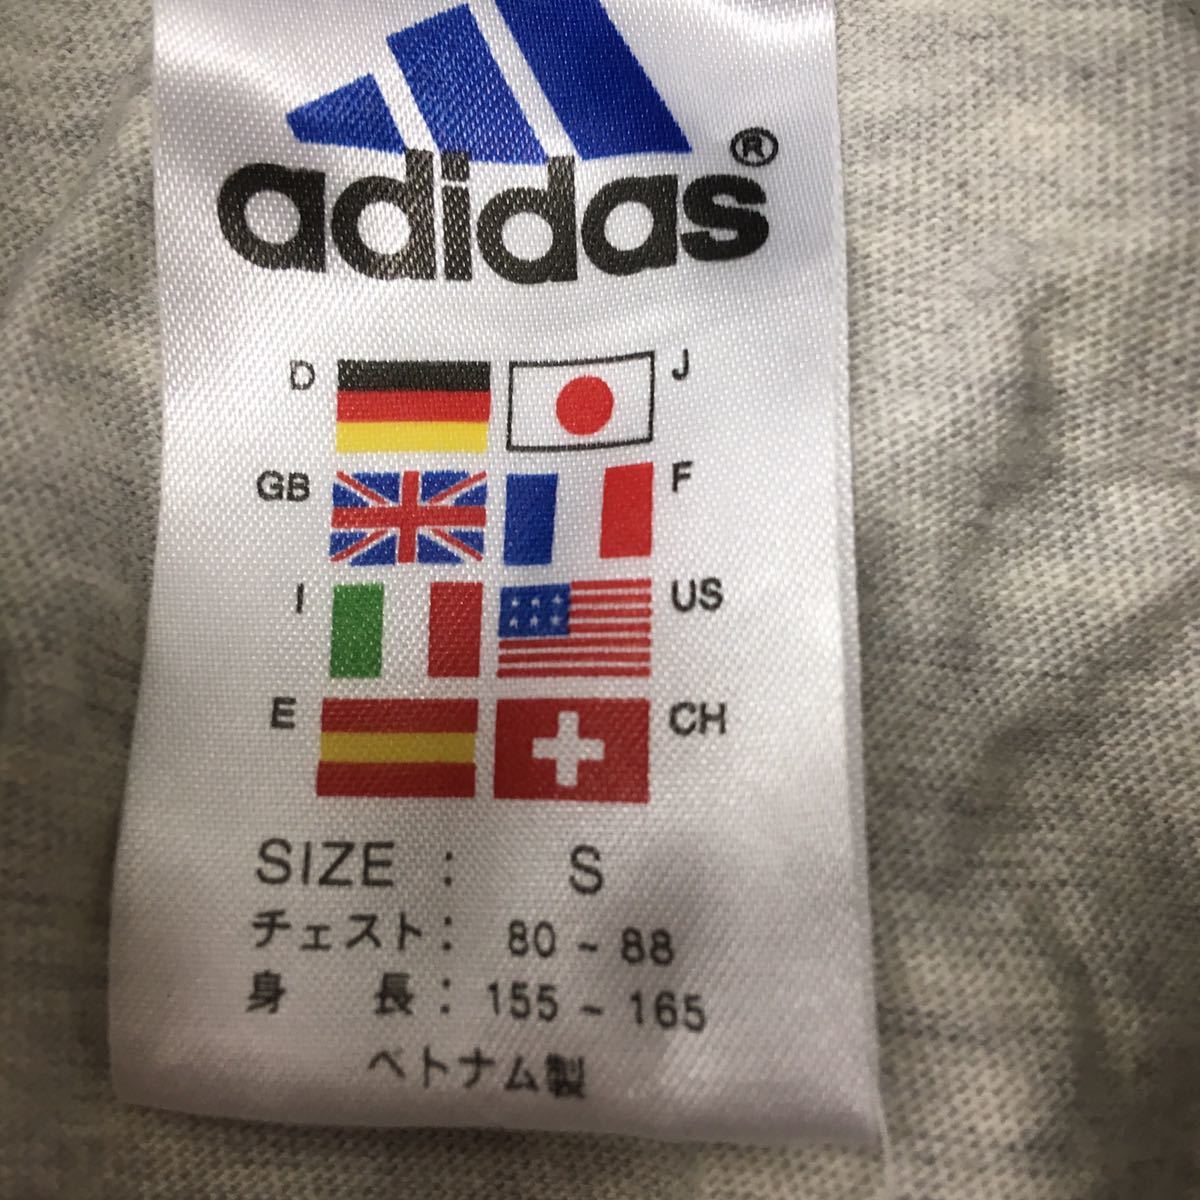 adidas®
D J
GB F
I US
E CH
SIZE : S
チェスト: 80 ~ 88
身 長: 155 ~ 165
ベトナム製